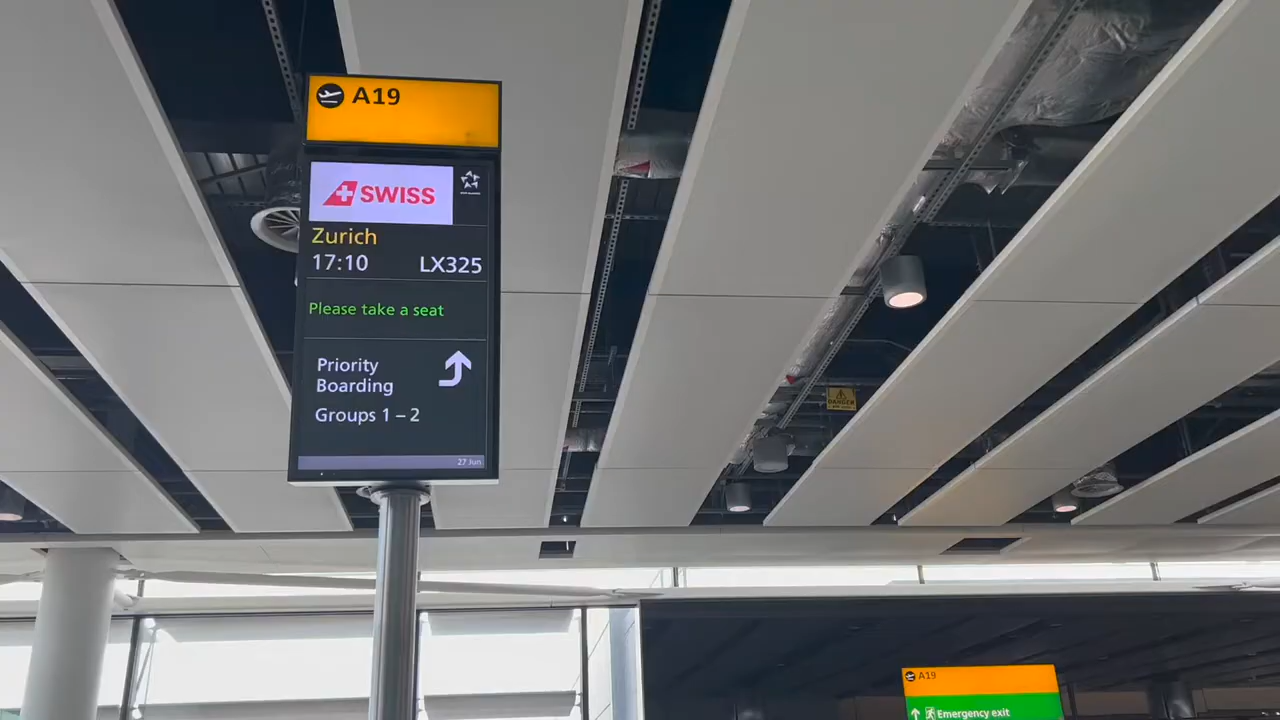 A19
SWISS
Zurich
17:10 LX325
Please take a seat
Priority
Boarding
Groups 1 – 2
27 Jun
DANGER
A19
Emergency exit